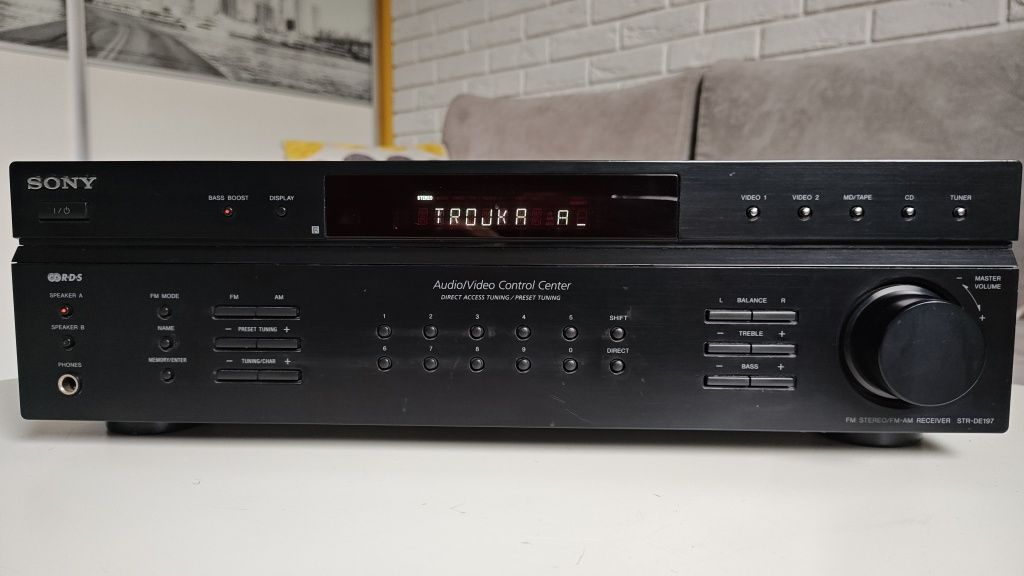 SONY
I/⏻
BASS BOOST
DISPLAY
STEREO
TROJKA A_
VIDEO 1
VIDEO 2
MD/TAPE
CD
TUNER
R·D·S
SPEAKER A
SPEAKER B
PHONES
FM MODE
NAME
MEMORY/ENTER
FM AM
– PRESET TUNING +
– TUNING/CHAR +
Audio/Video Control Center
DIRECT ACCESS TUNING / PRESET TUNING
1 2 3 4 5 SHIFT
6 7 8 9 0 DIRECT
L BALANCE R
– TREBLE +
– BASS +
– MASTER
VOLUME
+
FM STEREO/FM-AM RECEIVER STR-DE197